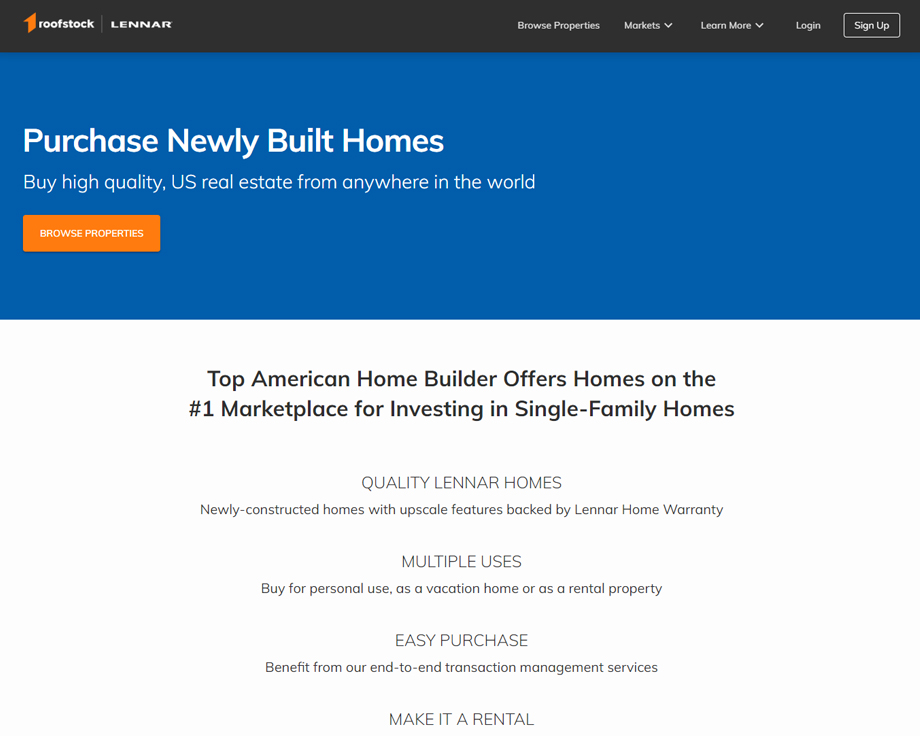 roofstock LENNAR Browse Properties Markets Learn More Login Sign Up
Purchase Newly Built Homes
Buy high quality, US real estate from anywhere in the world
BROWSE PROPERTIES
Top American Home Builder Offers Homes on the
#1 Marketplace for Investing in Single-Family Homes
QUALITY LENNAR HOMES
Newly-constructed homes with upscale features backed by Lennar Home Warranty
MULTIPLE USES
Buy for personal use, as a vacation home or as a rental property
EASY PURCHASE
Benefit from our end-to-end transaction management services
MAKE IT A RENTAL